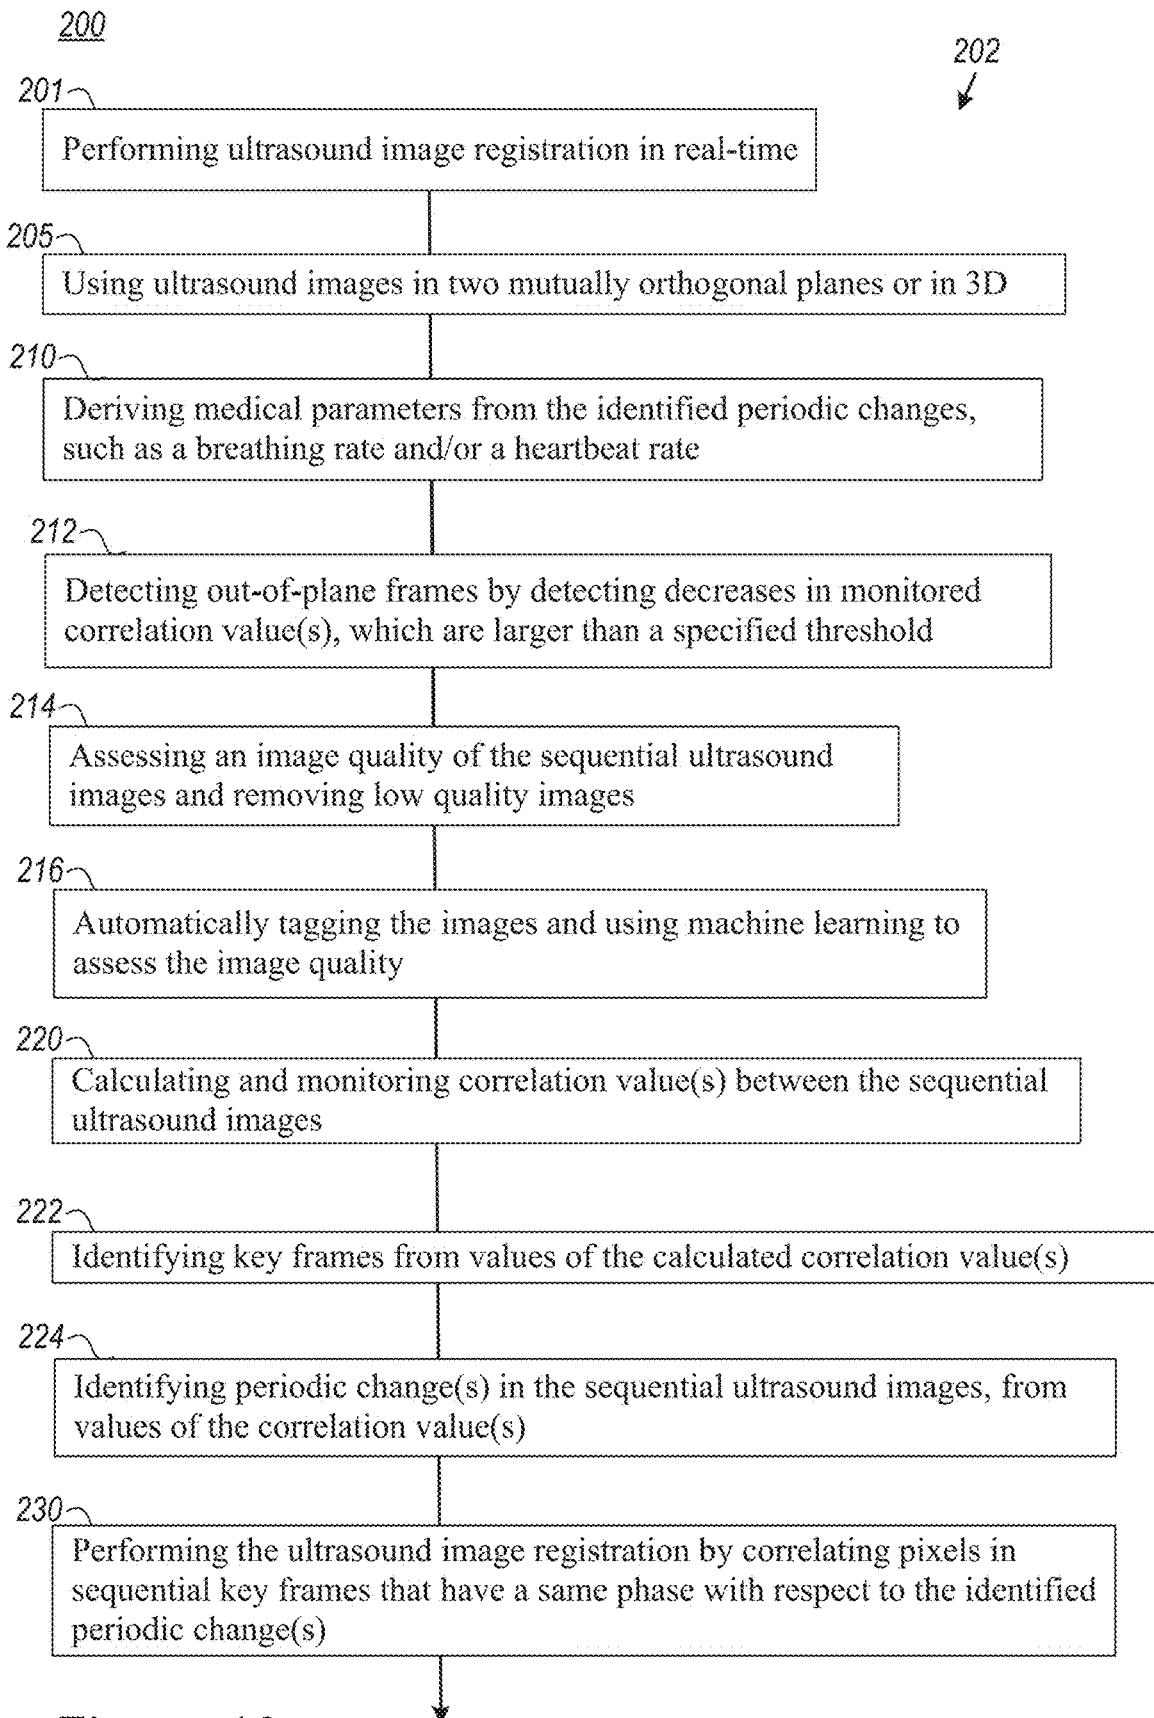 200
202
201
Performing ultrasound image registration in real-time
205
Using ultrasound images in two mutually orthogonal planes or in 3D
210
Deriving medical parameters from the identified periodic changes,
such as a breathing rate and/or a heartbeat rate
212
Detecting out-of-plane frames by detecting decreases in monitored
correlation value(s), which are larger than a specified threshold
214
Assessing an image quality of the sequential ultrasound
images and removing low quality images
216
Automatically tagging the images and using machine learning to
assess the image quality
220
Calculating and monitoring correlation value(s) between the sequential
ultrasound images
222
Identifying key frames from values of the calculated correlation value(s)
224
Identifying periodic change(s) in the sequential ultrasound images, from
values of the correlation value(s)
230
Performing the ultrasound image registration by correlating pixels in
sequential key frames that have a same phase with respect to the identified
periodic change(s)